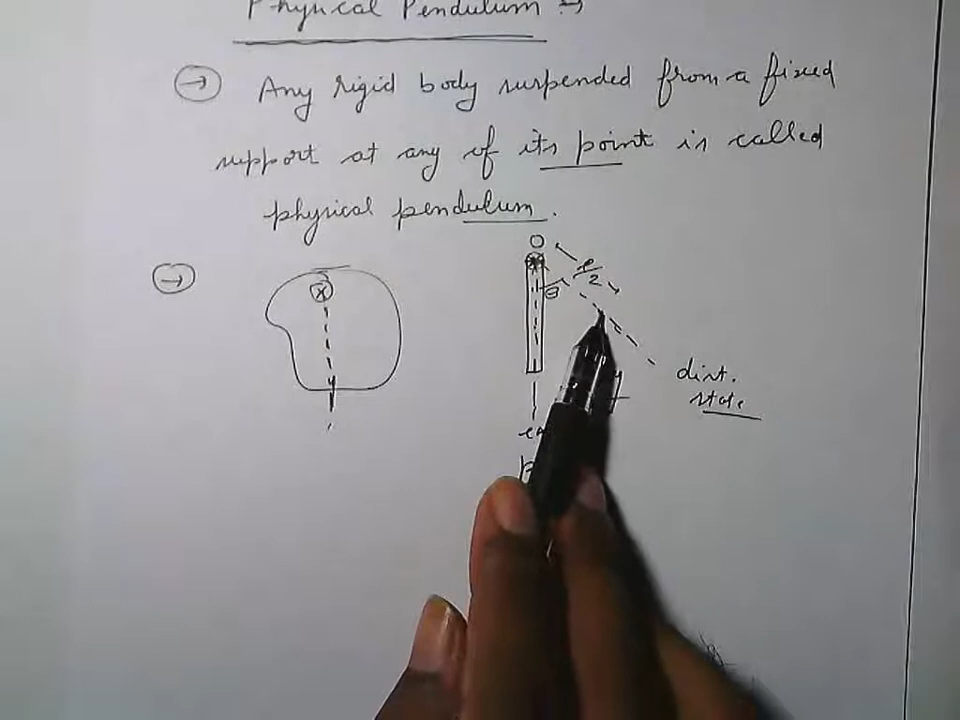 Physical Pendulum →
→ Any rigid body suspended from a fixed
support at any of its point is called
physical pendulum.
→
O
x
l/2
θ
dist.
state